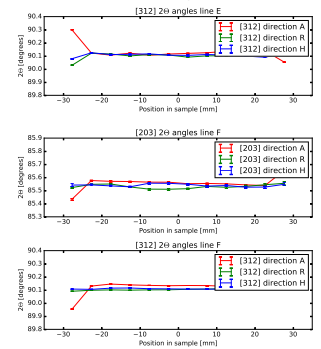 [312] 2Θ angles line E
90.4
90.3
90.2
90.1
90.0
89.9
89.8
2Θ [degrees]
[312] direction A
[312] direction R
[312] direction H
−30 −20 −10 0 10 20 30
Position in sample [mm]
[203] 2Θ angles line F
85.9
85.8
85.7
85.6
85.5
85.4
85.3
2Θ [degrees]
[203] direction A
[203] direction R
[203] direction H
−30 −20 −10 0 10 20 30
Position in sample [mm]
[312] 2Θ angles line F
90.4
90.3
90.2
90.1
90.0
89.9
89.8
2Θ [degrees]
[312] direction A
[312] direction R
[312] direction H
−30 −20 −10 0 10 20 30
Position in sample [mm]